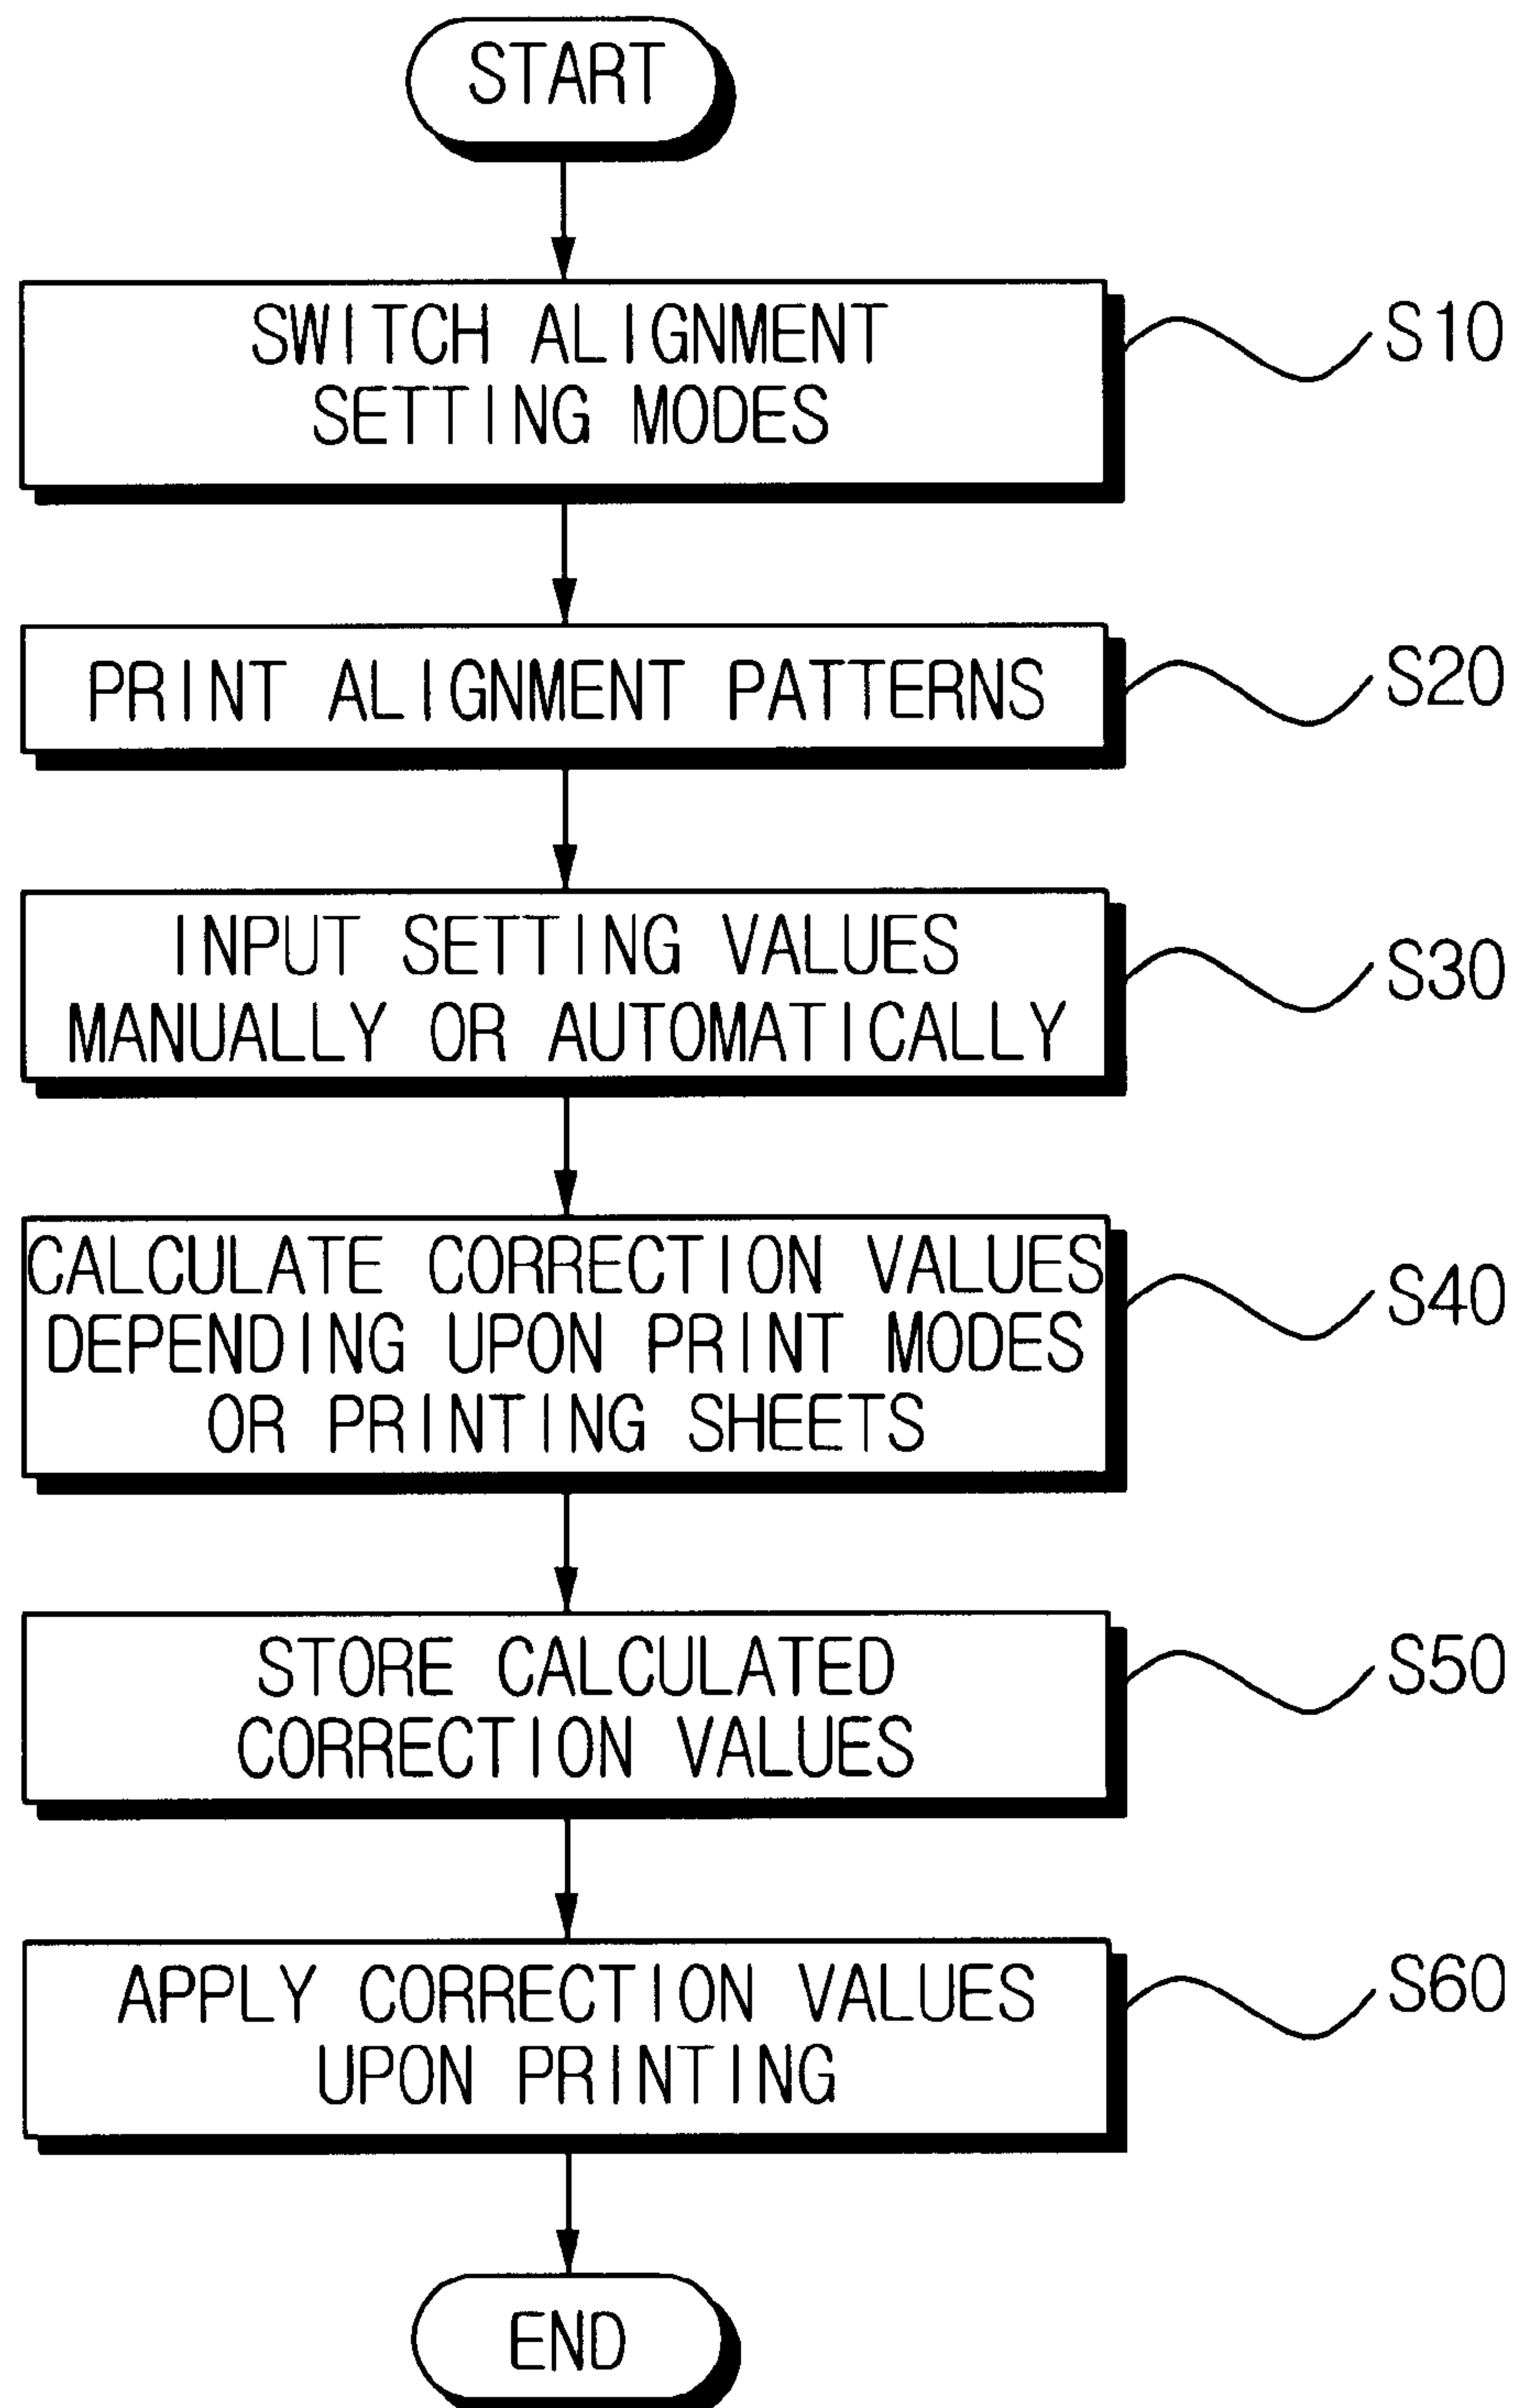 START
SWITCH ALIGNMENT
SETTING MODES
S10
PRINT ALIGNMENT PATTERNS
S20
INPUT SETTING VALUES
MANUALLY OR AUTOMATICALLY
S30
CALCULATE CORRECTION VALUES
DEPENDING UPON PRINT MODES
OR PRINTING SHEETS
S40
STORE CALCULATED
CORRECTION VALUES
S50
APPLY CORRECTION VALUES
UPON PRINTING
S60
END